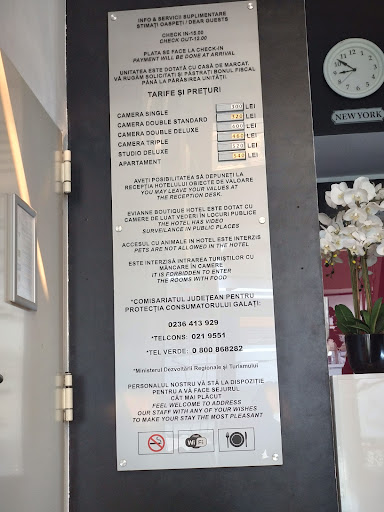 INFO & SERVICII SUPLIMENTARE
STIMAȚI OASPEȚI / DEAR GUESTS
CHECK IN-15.00
CHECK OUT-12.00
PLATA SE FACE LA CHECK-IN
PAYMENT WILL BE DONE AT ARRIVAL
UNITATEA ESTE DOTATĂ CU CASĂ DE MARCAT.
VĂ RUGĂM SOLICITAȚI ȘI PĂSTRAȚI BONUL FISCAL
PÂNĂ LA PĂRĂSIREA UNITĂȚII.
TARIFE ȘI PREȚURI
CAMERA SINGLE LEI
CAMERA DOUBLE STANDARD LEI
CAMERA DOUBLE DELUXE LEI
CAMERA TRIPLE LEI
STUDIO DELUXE LEI
APARTAMENT LEI
AVEȚI POSIBILITATEA SĂ DEPUNEȚI LA
RECEPȚIA HOTELULUI OBIECTE DE VALOARE
YOU MAY LEAVE YOUR VALUES AT
THE RECEPTION DESK.
EVIANNE BOUTIQUE HOTEL ESTE DOTAT CU
CAMERE DE LUAT VEDERI ÎN LOCURI PUBLICE
THE HOTEL HAS VIDEO
SURVEILANCE IN PUBLIC PLACES
ACCESUL CU ANIMALE IN HOTEL ESTE INTERZIS
PETS ARE NOT ALLOWED IN THE HOTEL
ESTE INTERZISĂ INTRAREA TURIȘTILOR CU
MÂNCARE ÎN CAMERE
IT IS FORBIDDEN TO ENTER
THE ROOMS WITH FOOD
*COMISARIATUL JUDEȚEAN PENTRU
PROTECȚIA CONSUMATORULUI GALAȚI:
0236 413 929
*TELCONS: 021 9551
*TEL VERDE: 0 800 868282
*Ministerul Dezvoltării Regionale și Turismului
PERSONALUL NOSTRU VĂ STĂ LA DISPOZIȚIE
PENTRU A VĂ FACE SEJURUL
CÂT MAI PLĂCUT
FEEL WELCOME TO ADDRESS
OUR STAFF WITH ANY OF YOUR WISHES
TO MAKE YOUR STAY THE MOST PLEASANT
WiFi
NEW YORK